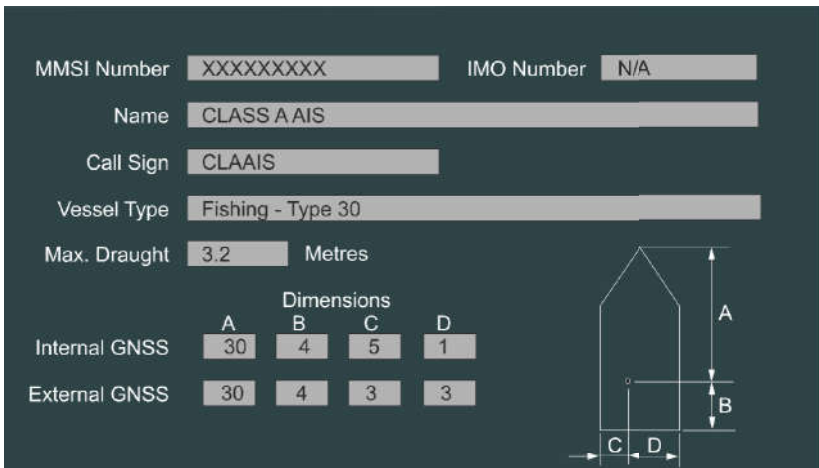 MMSI Number XXXXXXXXX IMO Number N/A
Name CLASS A AIS
Call Sign CLAAIS
Vessel Type Fishing - Type 30
Max. Draught 3.2 Metres
Dimensions
A B C D
Internal GNSS 30 4 5 1
External GNSS 30 4 3 3
A
B
C D